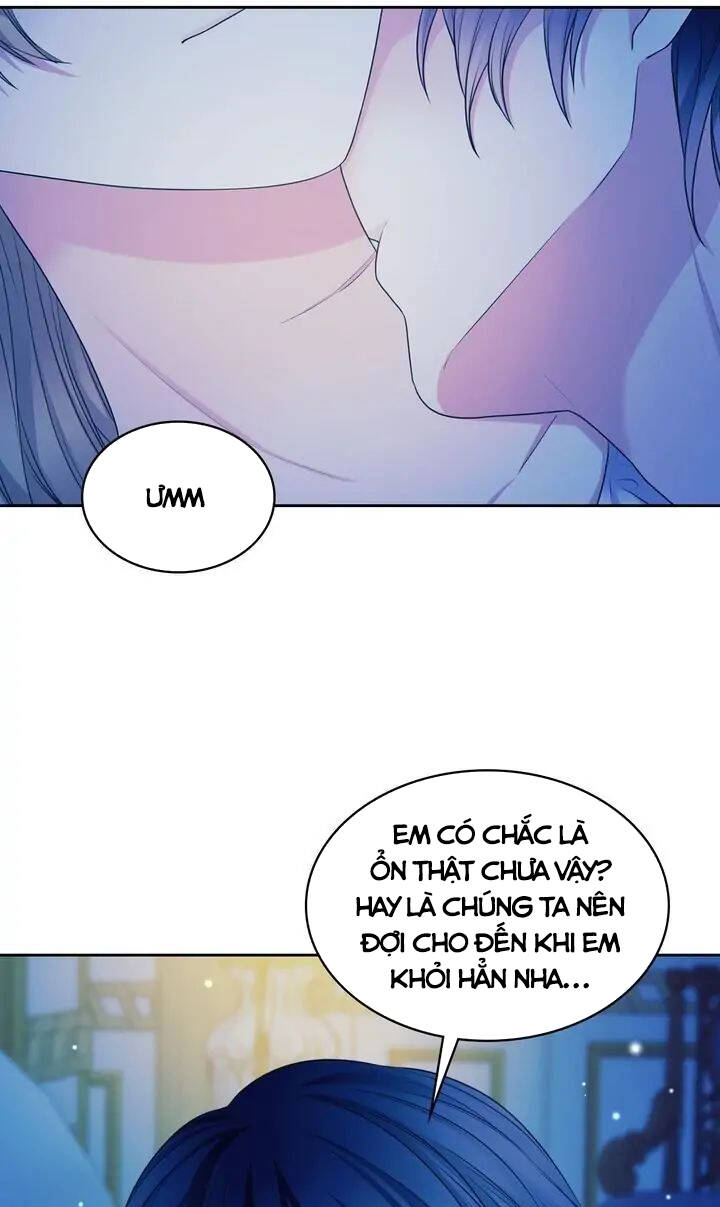 ƯMM
EM CÓ CHẮC LÀ
ỔN THẬT CHƯA VẬY?
HAY LÀ CHÚNG TA NÊN
ĐỢI CHO ĐẾN KHI EM
KHỎI HẲN NHA...